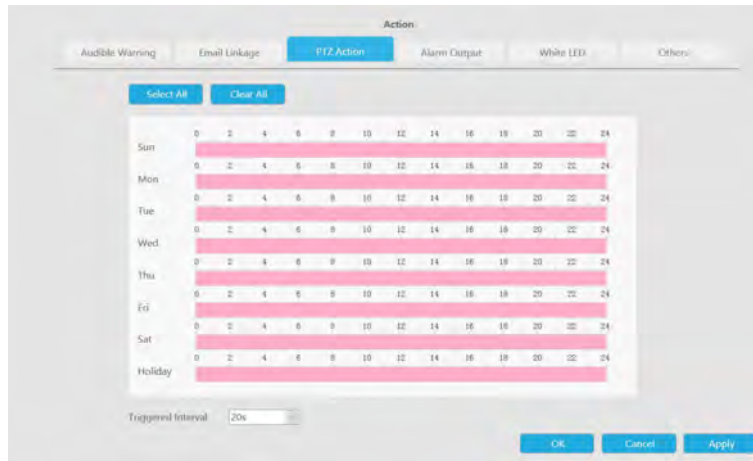 Action
Audible Warning Email Linkage PTZ Action Alarm Output White LED Others
Select All Clear All
0 2 4 6 8 10 12 14 16 18 20 22 24
Sun
0 2 4 6 8 10 12 14 16 18 20 22 24
Mon
0 2 4 6 8 10 12 14 16 18 20 22 24
Tue
0 2 4 6 8 10 12 14 16 18 20 22 24
Wed
0 2 4 6 8 10 12 14 16 18 20 22 24
Thu
0 2 4 6 8 10 12 14 16 18 20 22 24
Fri
0 2 4 6 8 10 12 14 16 18 20 22 24
Sat
0 2 4 6 8 10 12 14 16 18 20 22 24
Holiday
Triggered Interval 20s
OK Cancel Apply